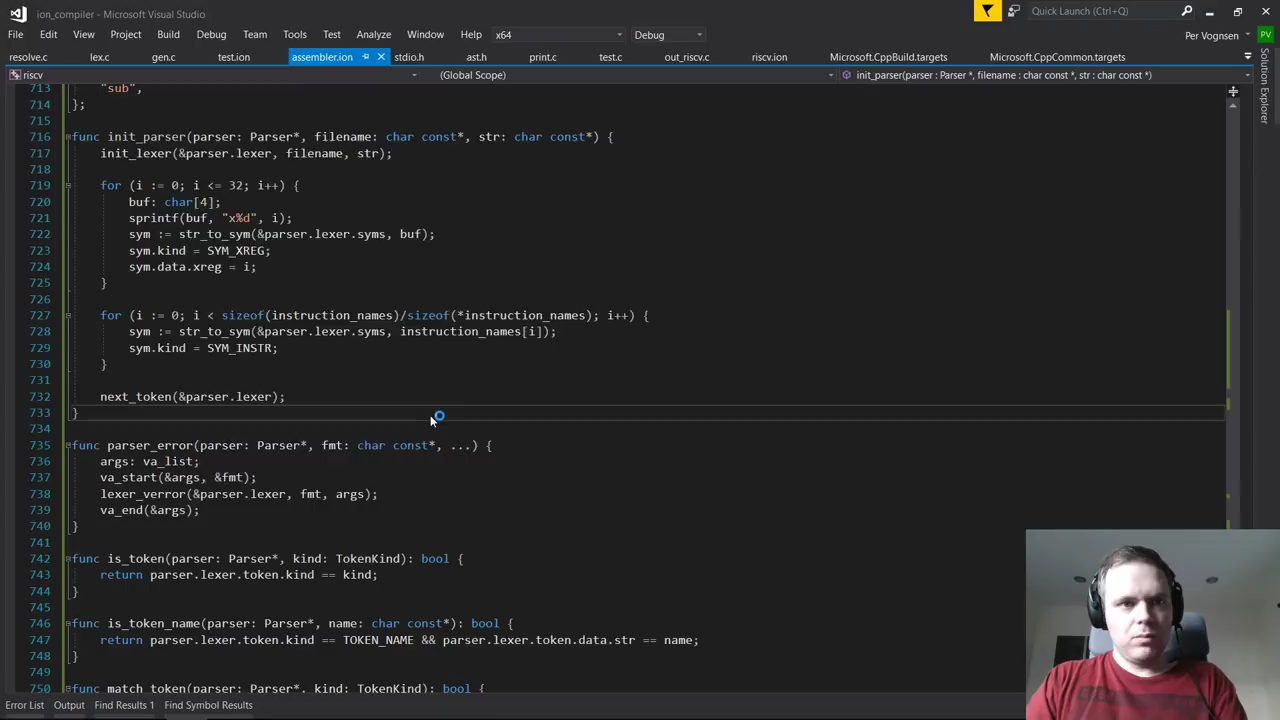 ion_compiler - Microsoft Visual Studio
Quick Launch (Ctrl+Q)
File Edit View Project Build Debug Team Tools Test Analyze Window Help x64 Debug
Per Vognsen PV
resolve.c lex.c gen.c test.ion assembler.ion stdio.h ast.h print.c test.c out_riscv.c riscv.ion Microsoft.CppBuild.targets Microsoft.CppCommon.targets
riscv (Global Scope) init_parser(parser : Parser *, filename : char const *, str : char const *)
Solution Explorer
713 "sub",
714 };
715
716 func init_parser(parser: Parser*, filename: char const*, str: char const*) {
717 init_lexer(&parser.lexer, filename, str);
718
719 for (i := 0; i <= 32; i++) {
720 buf: char[4];
721 sprintf(buf, "x%d", i);
722 sym := str_to_sym(&parser.lexer.syms, buf);
723 sym.kind = SYM_XREG;
724 sym.data.xreg = i;
725 }
726
727 for (i := 0; i < sizeof(instruction_names)/sizeof(*instruction_names); i++) {
728 sym := str_to_sym(&parser.lexer.syms, instruction_names[i]);
729 sym.kind = SYM_INSTR;
730 }
731
732 next_token(&parser.lexer);
733 }
734
735 func parser_error(parser: Parser*, fmt: char const*, ...) {
736 args: va_list;
737 va_start(&args, &fmt);
738 lexer_verror(&parser.lexer, fmt, args);
739 va_end(&args);
740 }
741
742 func is_token(parser: Parser*, kind: TokenKind): bool {
743 return parser.lexer.token.kind == kind;
744 }
745
746 func is_token_name(parser: Parser*, name: char const*): bool {
747 return parser.lexer.token.kind == TOKEN_NAME && parser.lexer.token.data.str == name;
748 }
749
750 func match_token(parser: Parser*, kind: TokenKind): bool {
Error List Output Find Results 1 Find Symbol Results